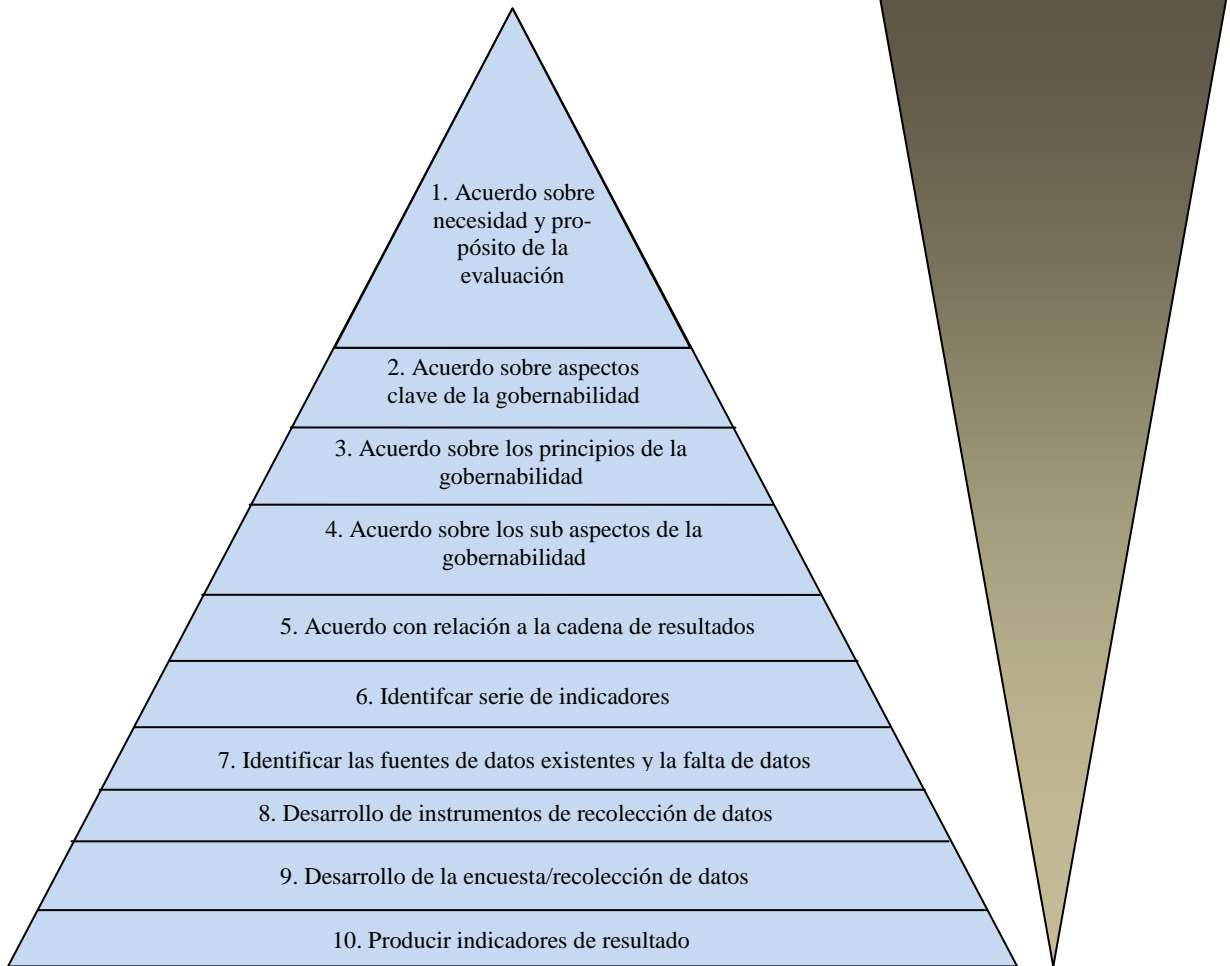 1. Acuerdo sobre
necesidad y pro-
pósito de la
evaluación
2. Acuerdo sobre aspectos
clave de la gobernabilidad
3. Acuerdo sobre los principios de la
gobernabilidad
4. Acuerdo sobre los sub aspectos de la
gobernabilidad
5. Acuerdo con relación a la cadena de resultados
6. Identifcar serie de indicadores
7. Identificar las fuentes de datos existentes y la falta de datos
8. Desarrollo de instrumentos de recolección de datos
9. Desarrollo de la encuesta/recolección de datos
10. Producir indicadores de resultado